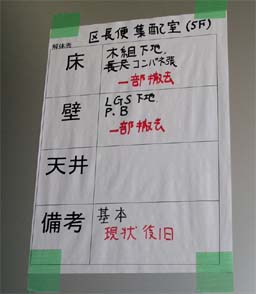 区長便集配室(5F)
解体先
床
木組下地
長尺コンパネ張
一部撤去
壁
LGS下地
P.B
一部撤去
天井
備考
基本
現状復旧